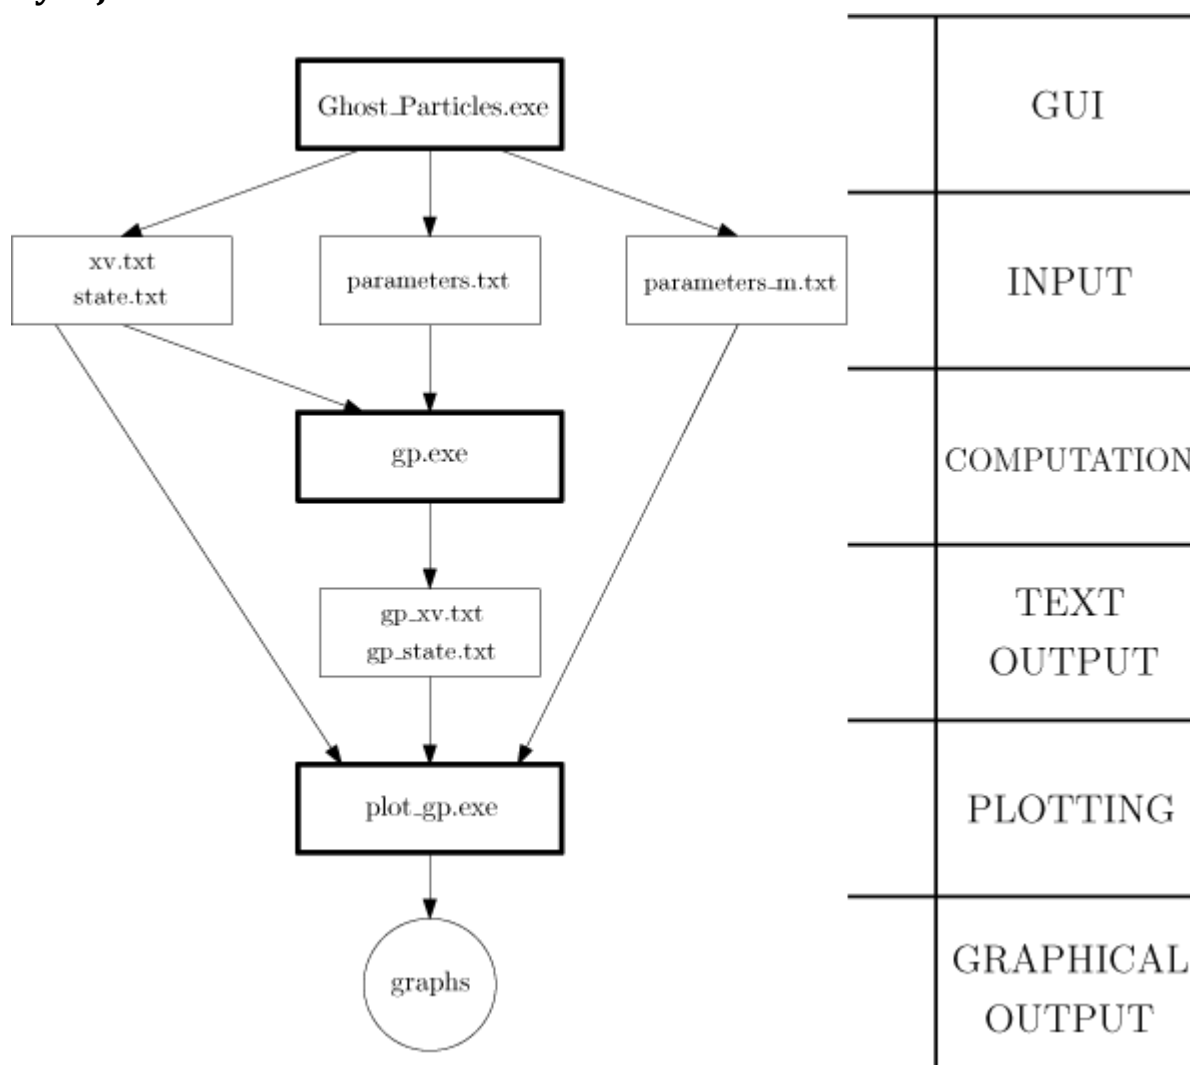 Ghost_Particles.exe
GUI
xv.txt
state.txt
parameters.txt
parameters_m.txt
INPUT
gp.exe
COMPUTATION
gp_xv.txt
gp_state.txt
TEXT
OUTPUT
plot_gp.exe
PLOTTING
graphs
GRAPHICAL
OUTPUT